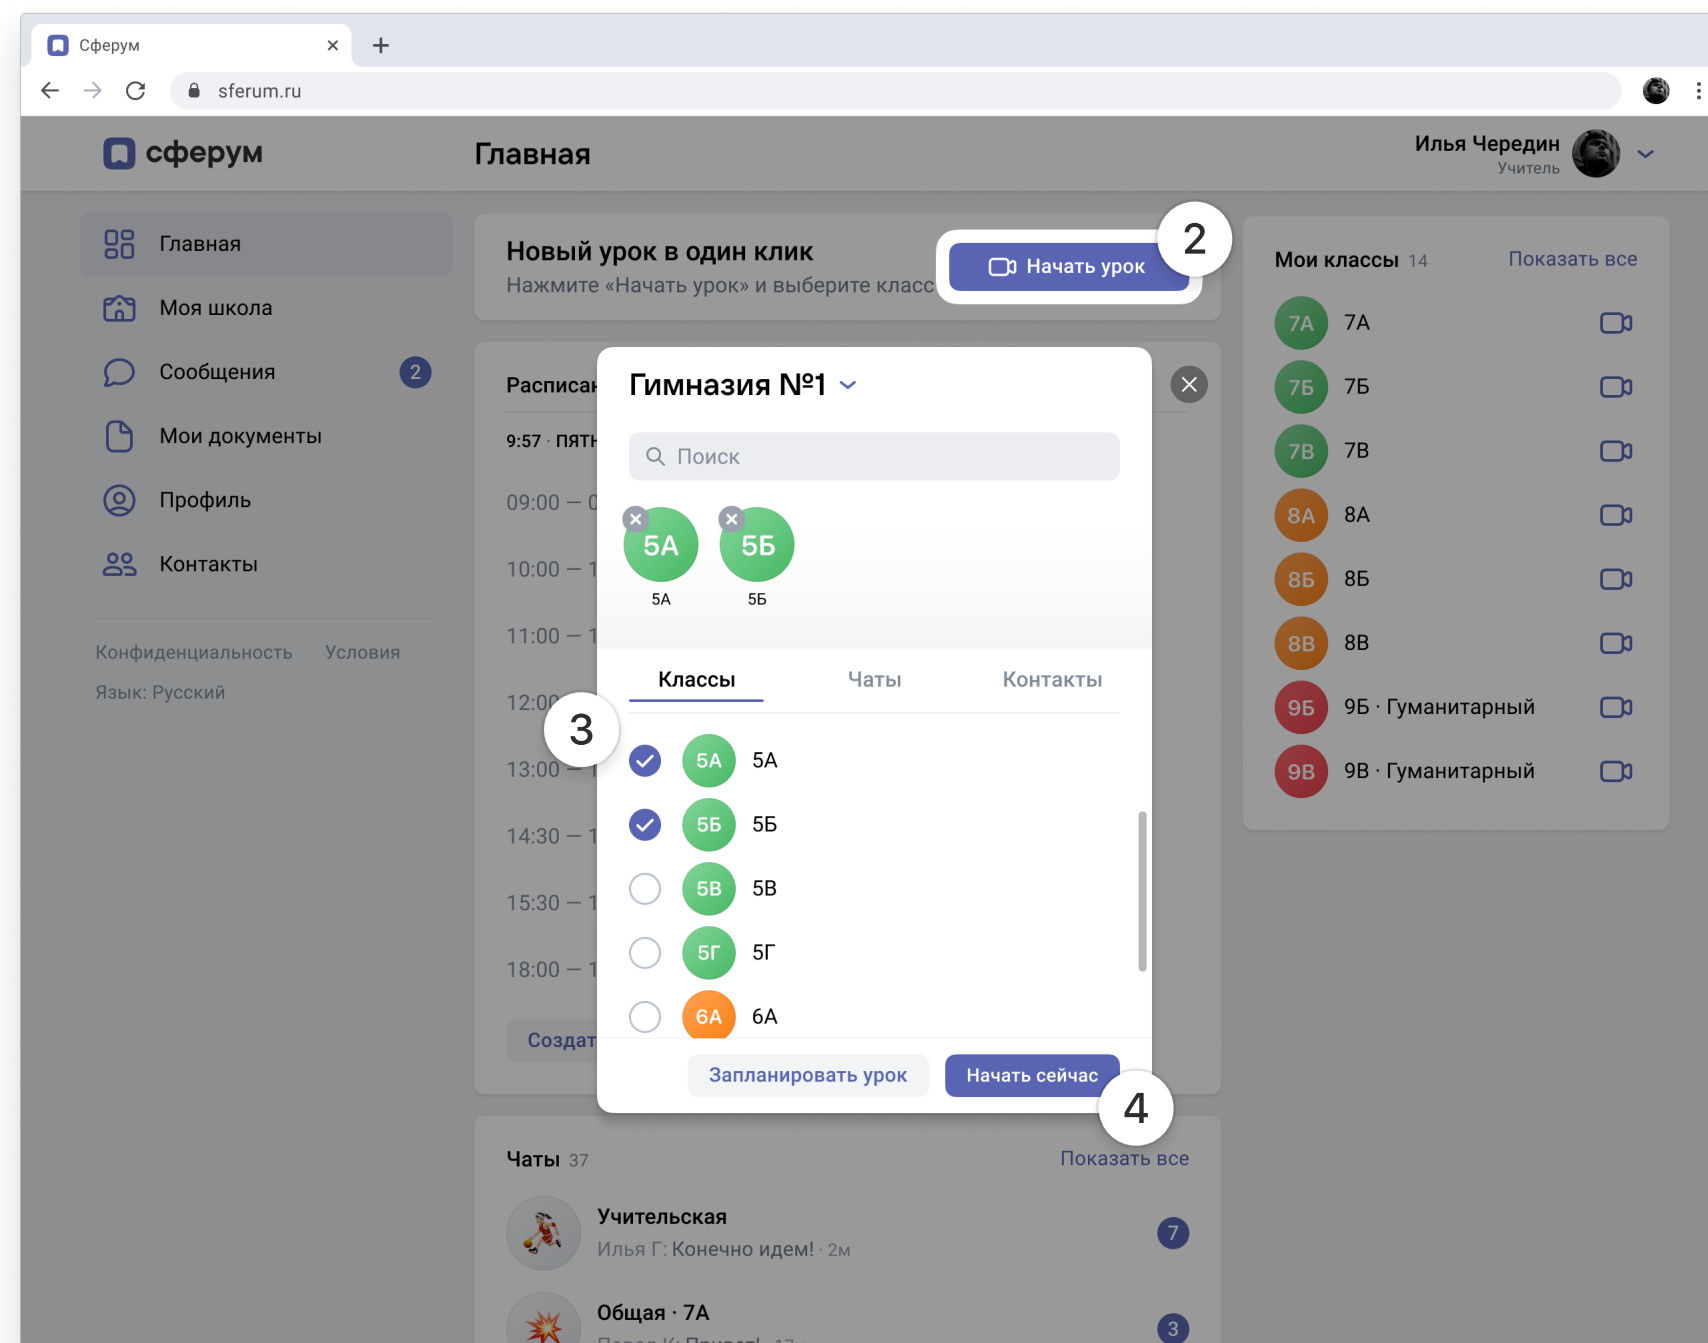 Сферум
sferum.ru
сферум
Главная
Илья Чередин
Учитель
Главная
Моя школа
Сообщения 2
Мои документы
Профиль
Контакты
Конфиденциальность Условия
Язык: Русский
Новый урок в один клик
Нажмите «Начать урок» и выберите класс
Начать урок
2
Расписан
9:57 · ПЯТН
09:00 — 0
10:00 — 1
11:00 — 1
12:00
13:00 — 1
14:30 — 1
15:30 — 1
18:00 — 1
Создат
Гимназия №1
Поиск
5А 5Б
5А 5Б
Классы Чаты Контакты
3
5А 5А
5Б 5Б
5В 5В
5Г 5Г
6А 6А
Запланировать урок Начать сейчас
4
Чаты 37 Показать все
Учительская
Илья Г: Конечно идем! · 2м
7
Общая · 7А
3
Мои классы 14 Показать все
7А 7А
7Б 7Б
7В 7В
8А 8А
8Б 8Б
8В 8В
9Б 9Б · Гуманитарный
9В 9В · Гуманитарный